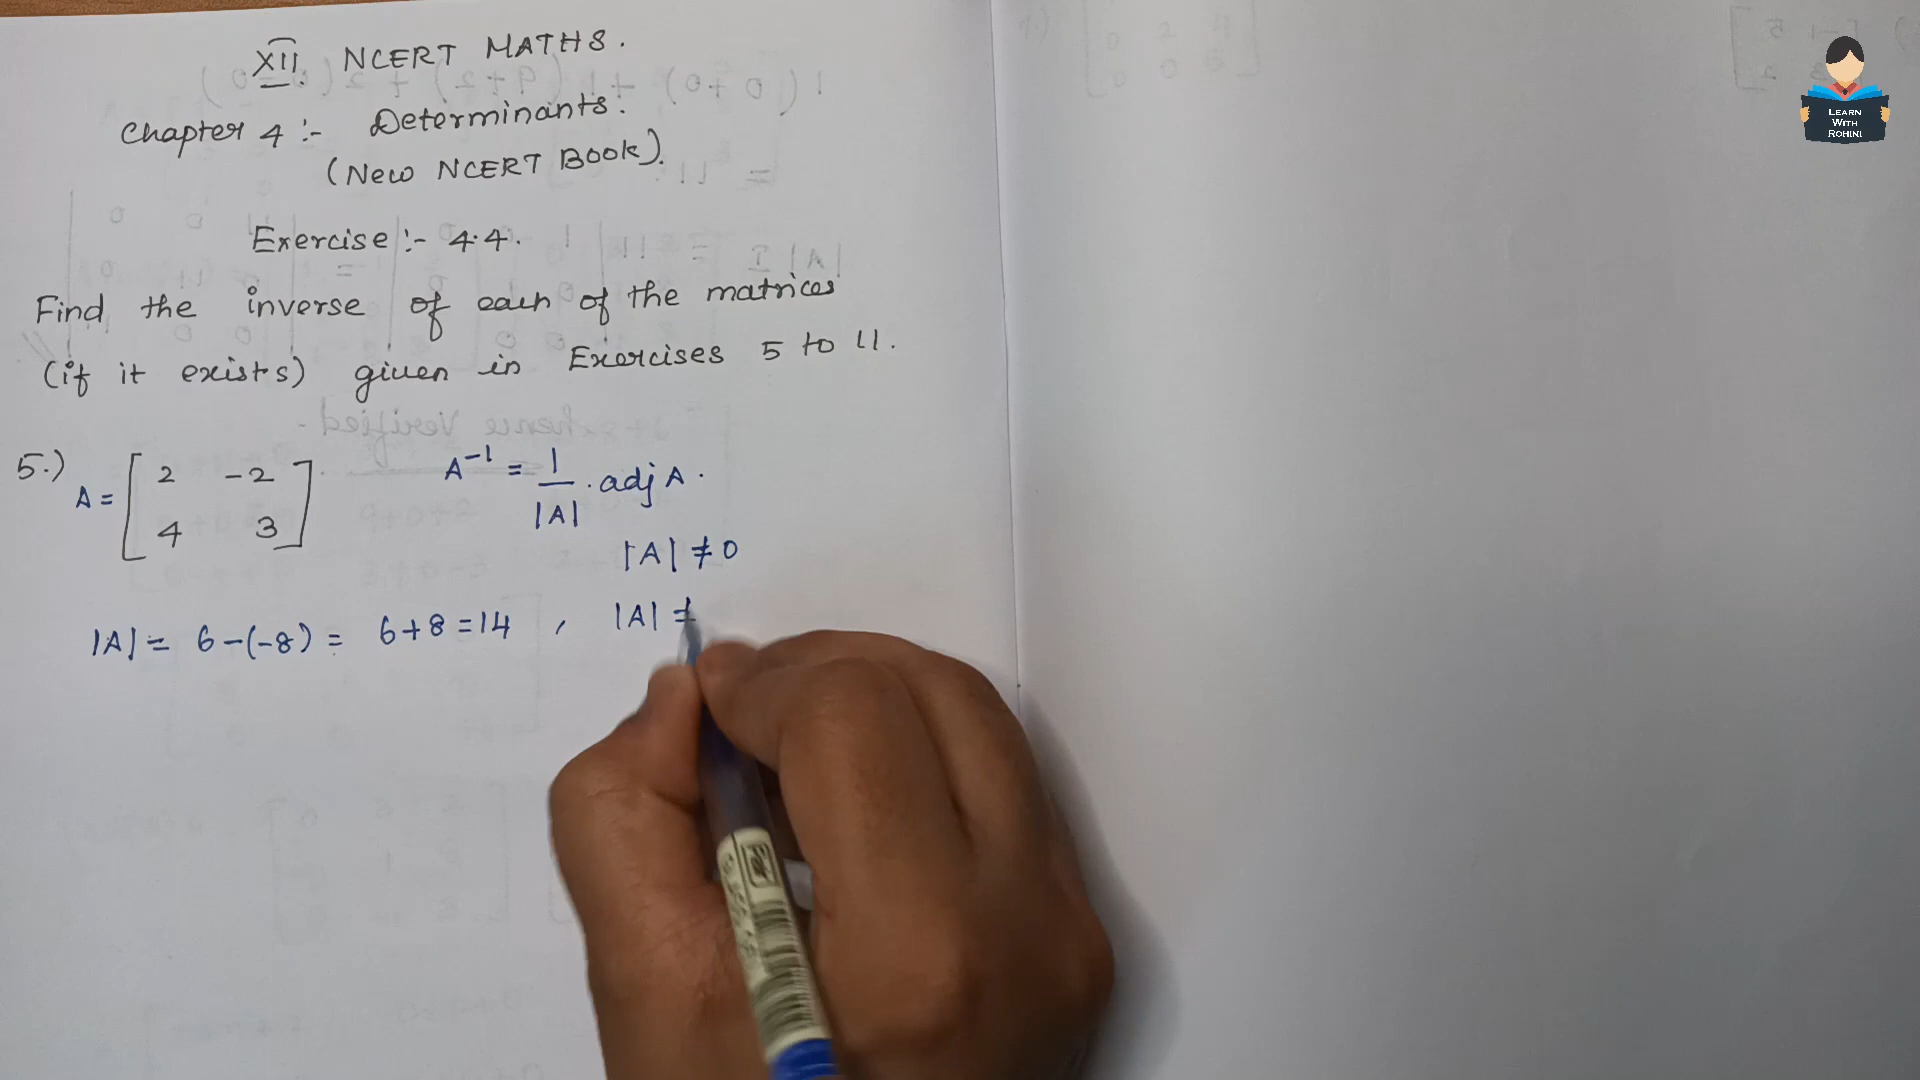 XII. NCERT MATHS.
Chapter 4 :- Determinants.
(New NCERT Book).
Exercise :- 4.4.
Find the inverse of each of the matrices
(if it exists) given in Exercises 5 to 11.
5.) A = [ 2 -2
4 3 ]
A⁻¹ = 1/|A| . adj A .
|A| ≠ 0
|A| = 6-(-8) = 6+8 = 14 , |A| ≠
LEARN
WITH
ROHINI